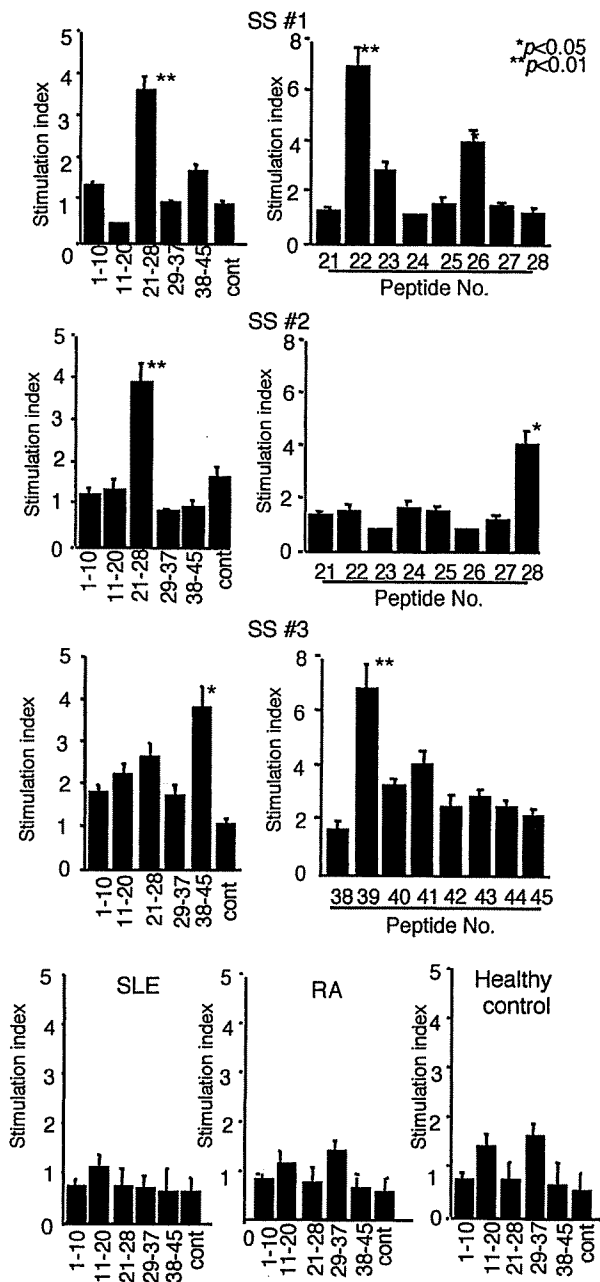 SS #1
Stimulation index
5
4
3
2
1
0
**
1-10
11-20
21-28
29-37
38-45
cont
Stimulation index
8
6
4
2
0
**
*
*p<0.05
**p<0.01
21 22 23 24 25 26 27 28
Peptide No.
SS #2
Stimulation index
5
4
3
2
1
0
**
1-10
11-20
21-28
29-37
38-45
cont
Stimulation index
8
4
2
0
*
21 22 23 24 25 26 27 28
Peptide No.
SS #3
Stimulation index
5
4
3
2
1
0
*
1-10
11-20
21-28
29-37
38-45
cont
Stimulation index
8
6
4
2
0
**
38 39 40 41 42 43 44 45
Peptide No.
SLE
Stimulation index
5
4
3
2
1
0
1-10
11-20
21-28
29-37
38-45
cont
RA
Stimulation index
5
4
3
2
1
0
1-10
11-20
21-28
29-37
38-45
cont
Healthy
control
Stimulation index
5
4
3
2
1
0
1-10
11-20
21-28
29-37
38-45
cont